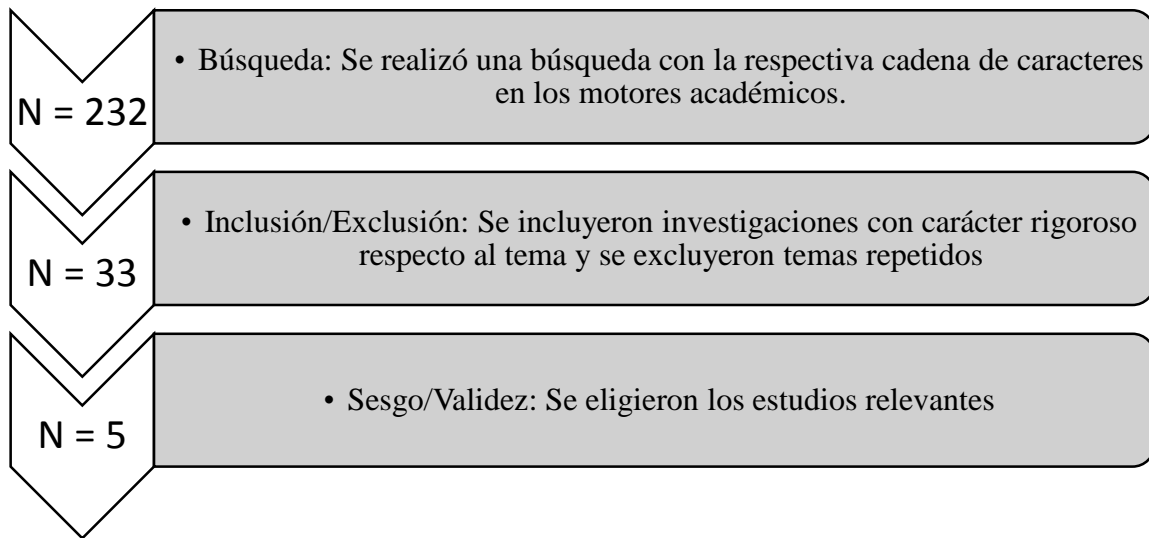 N = 232
• Búsqueda: Se realizó una búsqueda con la respectiva cadena de caracteres
en los motores académicos.
N = 33
• Inclusión/Exclusión: Se incluyeron investigaciones con carácter rigoroso
respecto al tema y se excluyeron temas repetidos
N = 5
• Sesgo/Validez: Se eligieron los estudios relevantes